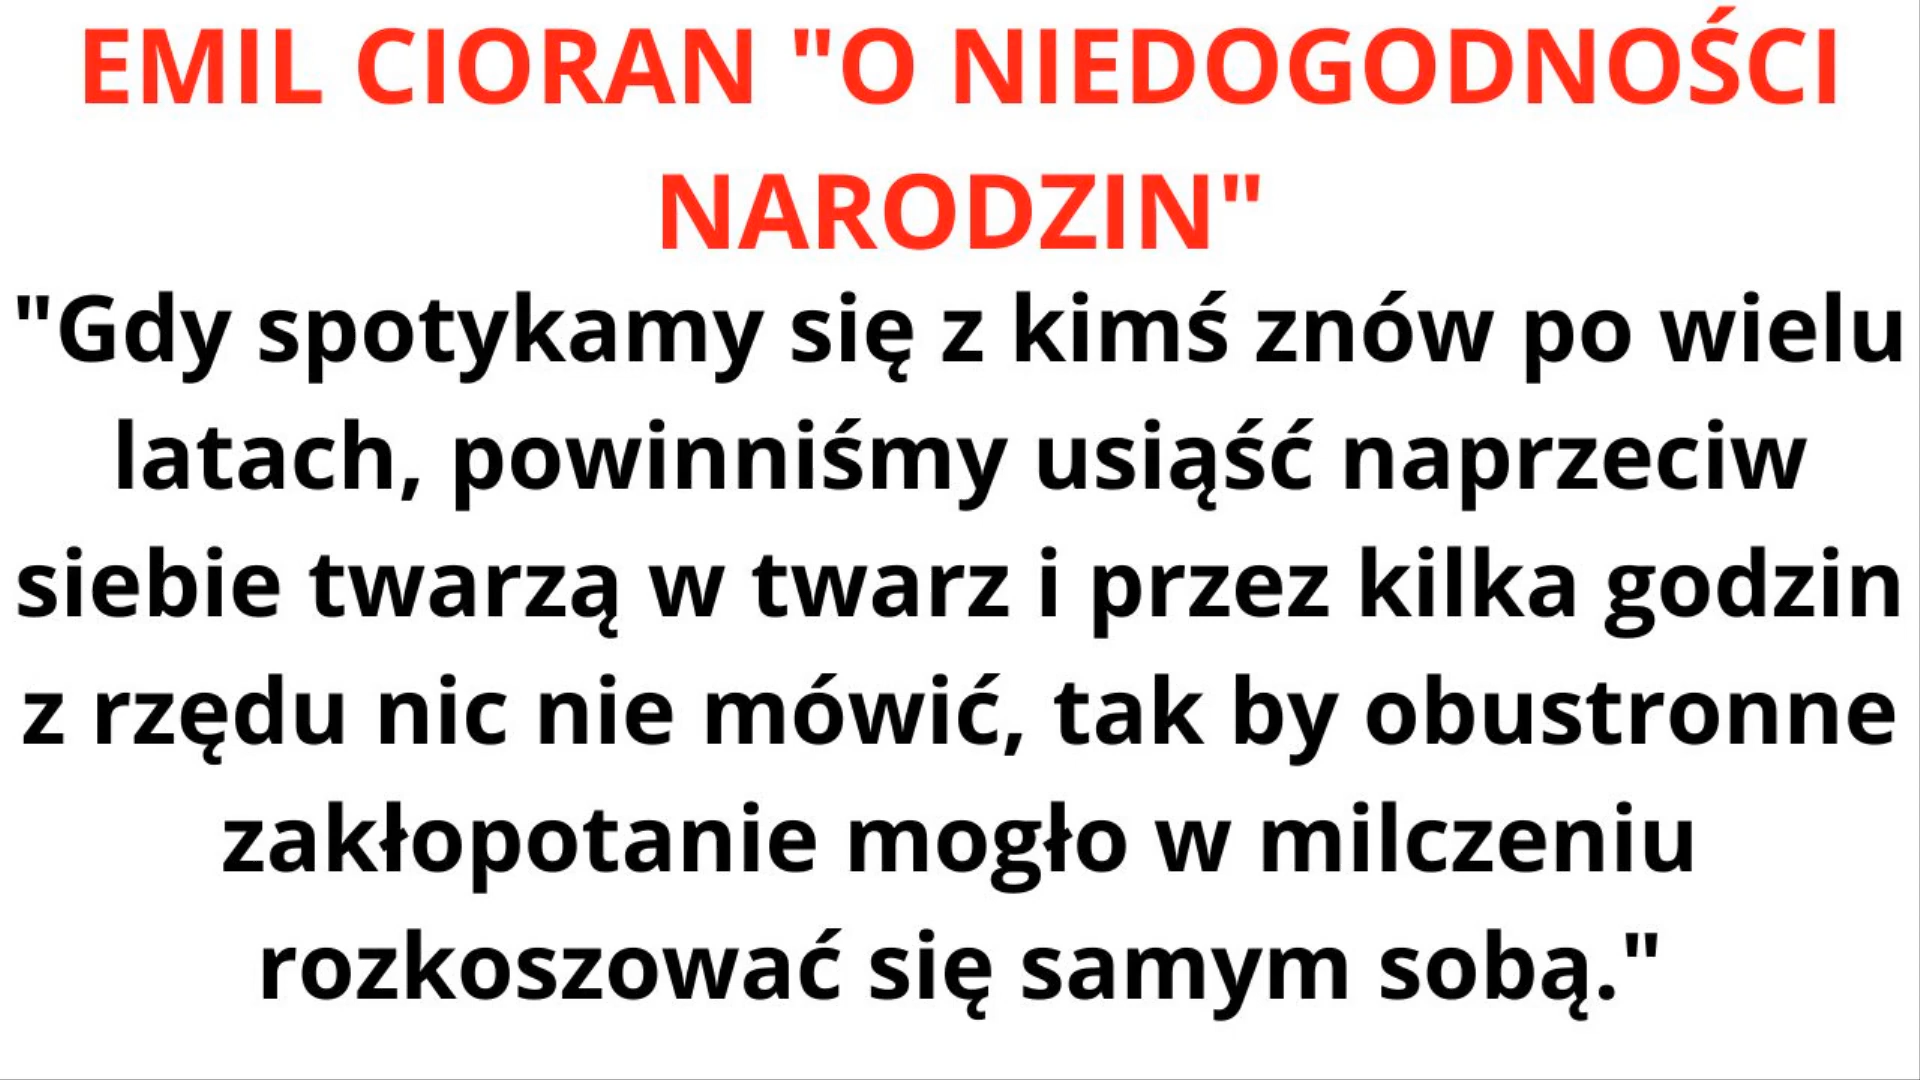 EMIL CIORAN "O NIEDOGODNOŚCI
NARODZIN"
"Gdy spotykamy się z kimś znów po wielu
latach, powinniśmy usiąść naprzeciw
siebie twarzą w twarz i przez kilka godzin
z rzędu nic nie mówić, tak by obustronne
zakłopotanie mogło w milczeniu
rozkoszować się samym sobą."